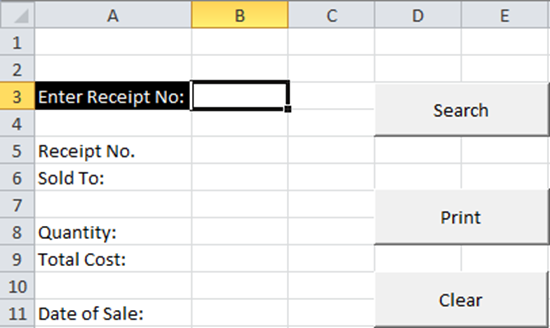 A B C D E
1
2
3 Enter Receipt No: Search
4
5 Receipt No.
6 Sold To:
7 Print
8 Quantity:
9 Total Cost:
10 Clear
11 Date of Sale: